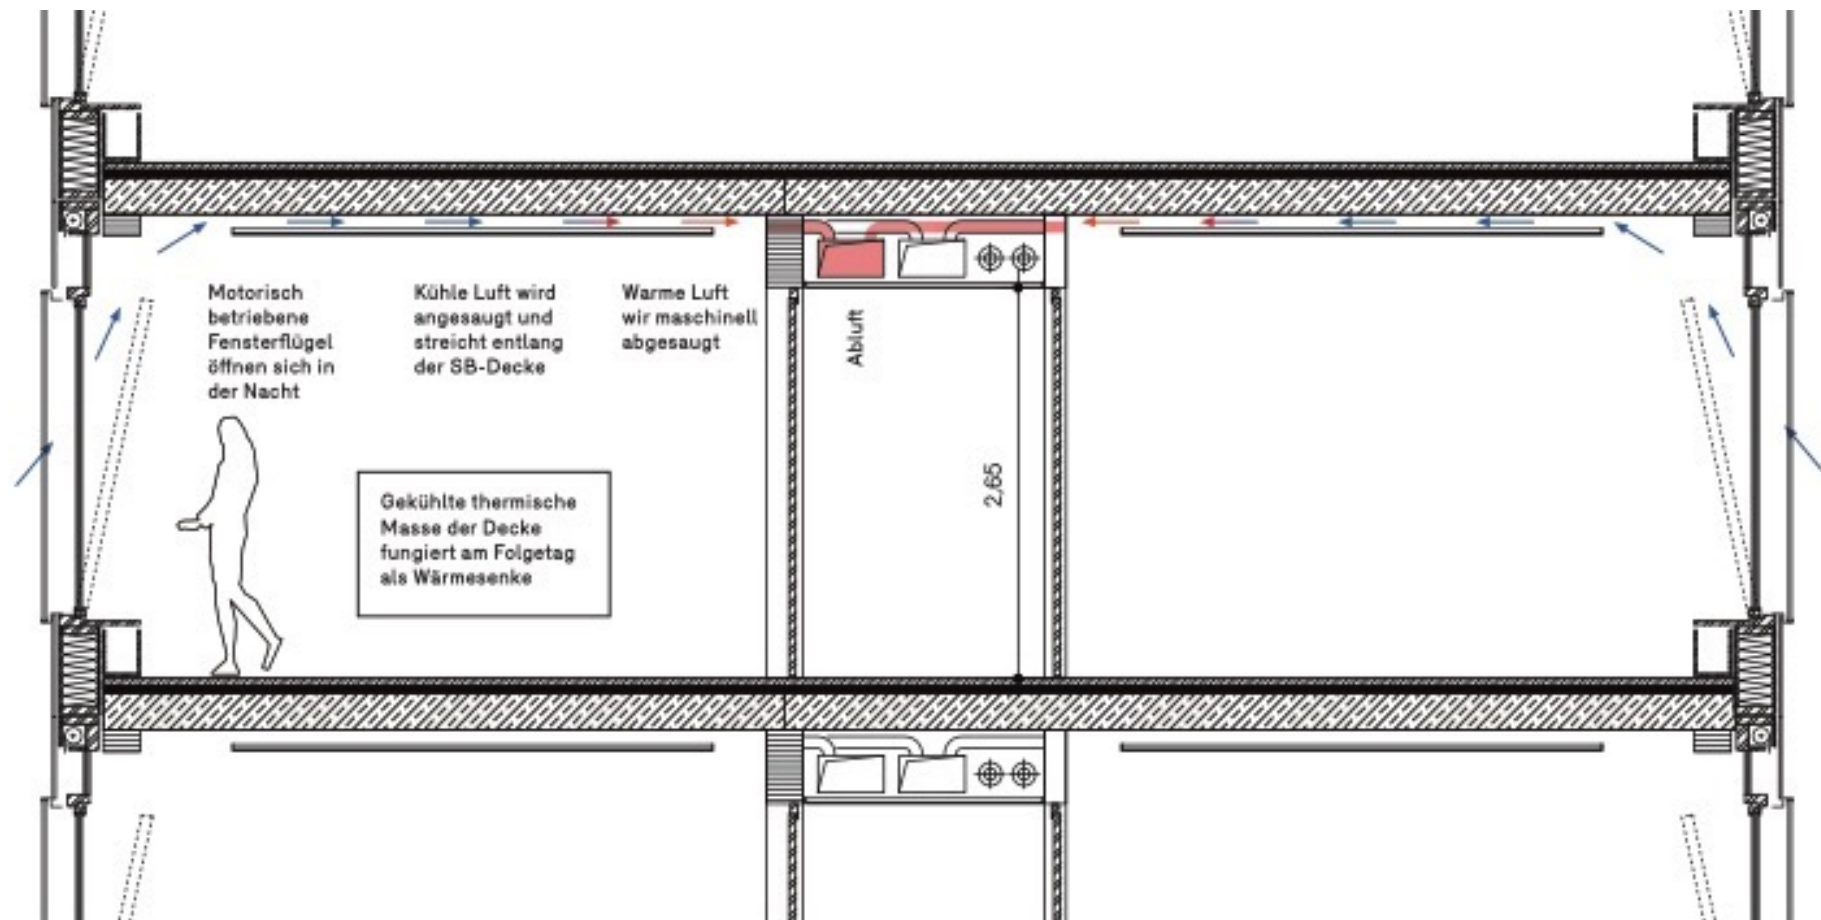 Motorisch
betriebene
Fensterflügel
öffnen sich in
der Nacht
Kühle Luft wird
angesaugt und
streicht entlang
der SB-Decke
Warme Luft
wir maschinell
abgesaugt
Abluft
2,65
Gekühlte thermische
Masse der Decke
fungiert am Folgetag
als Wärmesenke